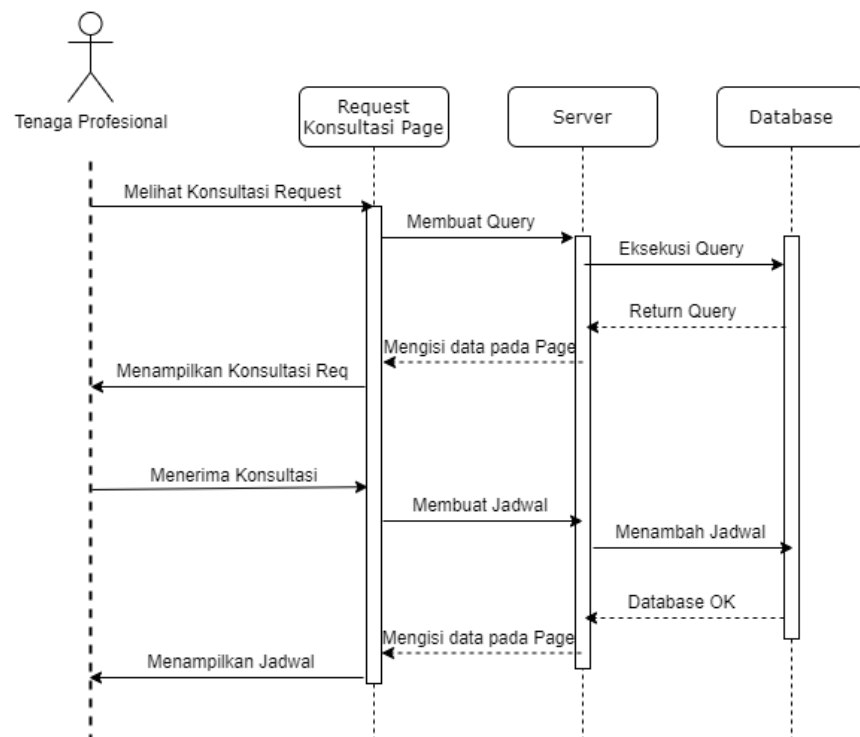 Tenaga Profesional
Request
Konsultasi Page
Server
Database
Melihat Konsultasi Request
Membuat Query
Eksekusi Query
Return Query
Mengisi data pada Page
Menampilkan Konsultasi Req
Menerima Konsultasi
Membuat Jadwal
Menambah Jadwal
Database OK
Mengisi data pada Page
Menampilkan Jadwal